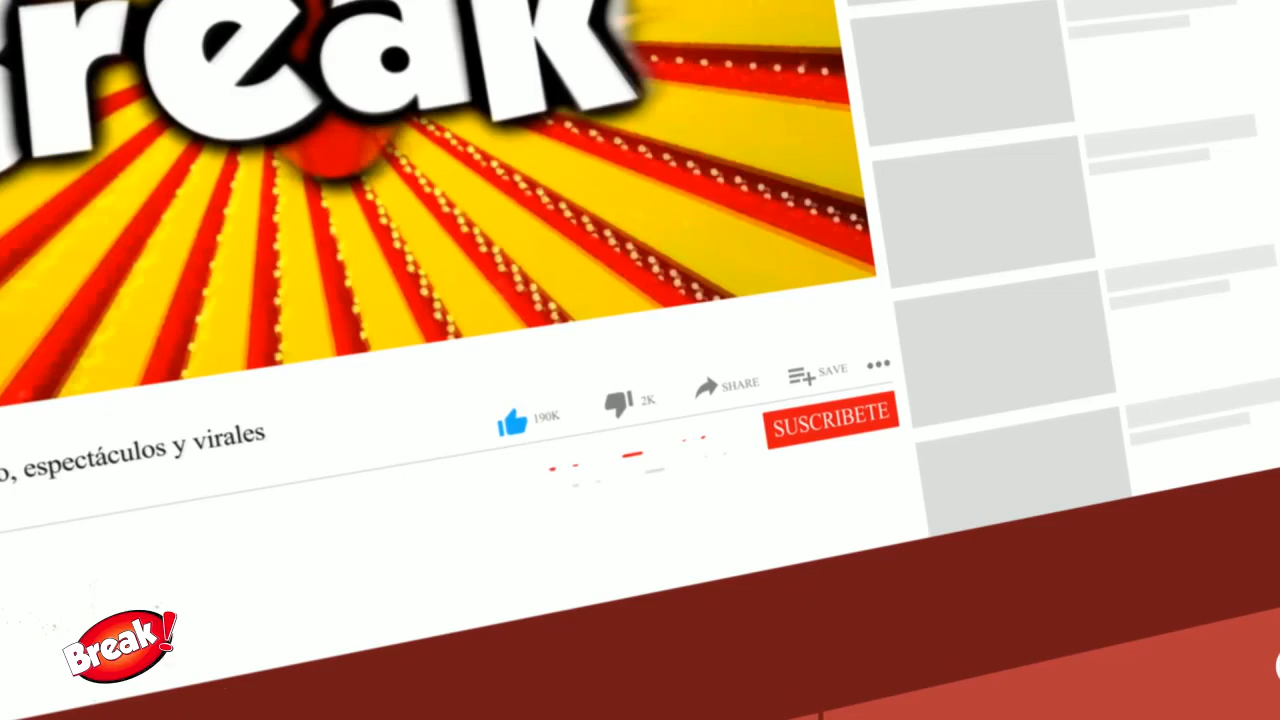 reak
190K 2K SHARE SAVE
SUSCRIBETE
o, espectáculos y virales
Break!